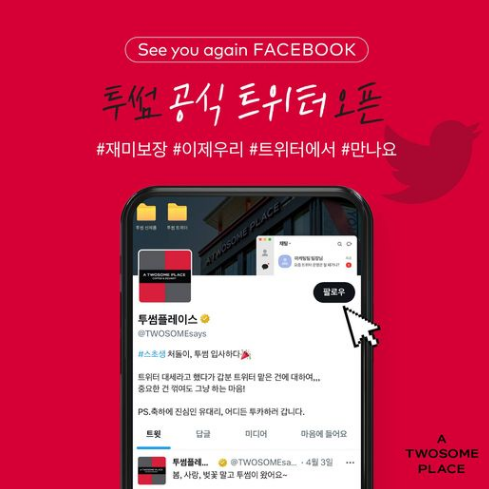 See you again FACEBOOK
투썸 공식 트위터 오픈
#재미보장 #이제우리 #트위터에서 #만나요
A TWOSOME PLACE
투썸 신제품 투썸 트위터
채팅
마케팅팀 팀장님
A TWOSOME PLACE
팔로우
투썸플레이스
@TWOSOMEsays
#스초생 처돌이, 투썸 입사하다🎉
트위터 대세라고 했다가 갑분 트위터 맡은 건에 대하여,,,
중요한 건 꺾여도 그냥 하는 마음!
PS.축하에 진심인 유대리, 어디든 투카하러 갑니다.
트윗 답글 미디어 마음에 들어요
투썸플레... @TWOSOMEsa... · 4월 3일 ...
봄, 사랑, 벚꽃 말고 투썸이 왔어요~
A
TWOSOME
PLACE